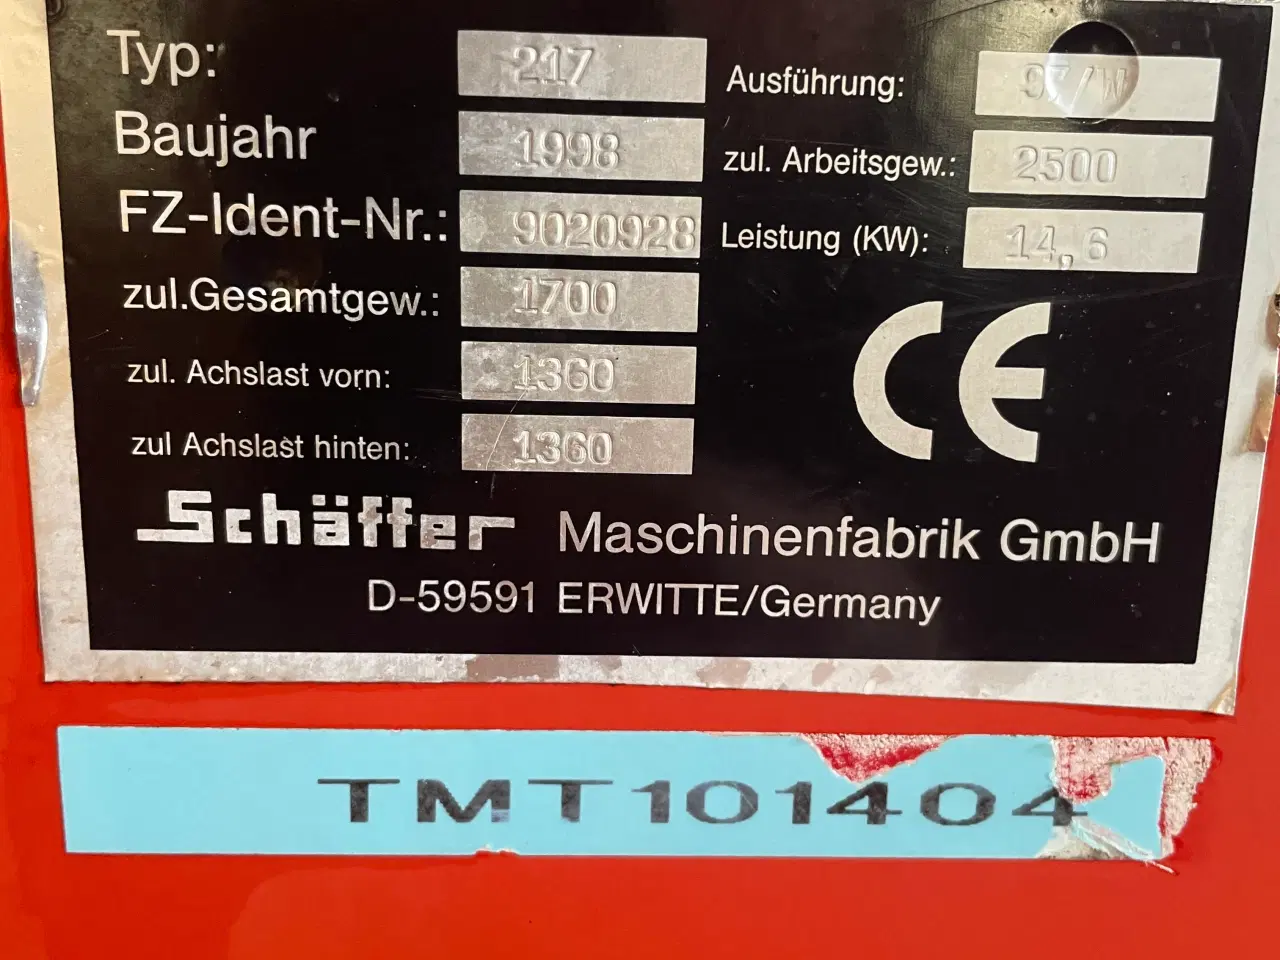 Typ: 217 Ausführung:
Baujahr 1998 zul. Arbeitsgew.: 2500
FZ-Ident-Nr.: 9020928 Leistung (KW): 14,6
zul.Gesamtgew.: 1700
zul. Achslast vorn: 1360
CE
zul Achslast hinten: 1360
Schäffer Maschinenfabrik GmbH
D-59591 ERWITTE/Germany
TMT101404